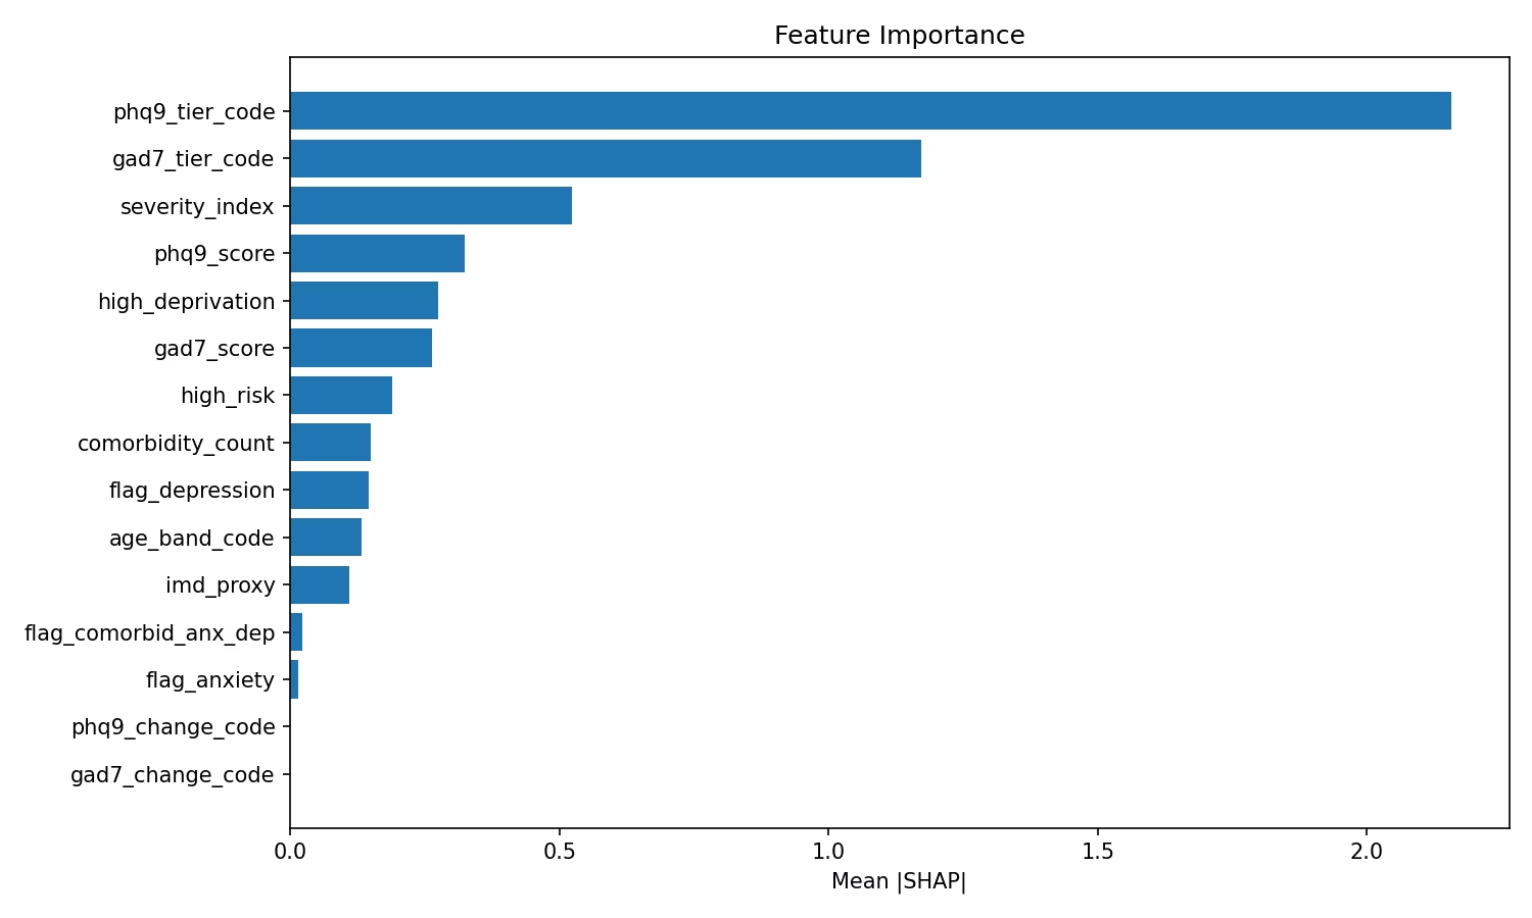 Feature Importance
phq9_tier_code
gad7_tier_code
severity_index
phq9_score
high_deprivation
gad7_score
high_risk
comorbidity_count
flag_depression
age_band_code
imd_proxy
flag_comorbid_anx_dep
flag_anxiety
phq9_change_code
gad7_change_code
0.0 0.5 1.0 1.5 2.0
Mean |SHAP|